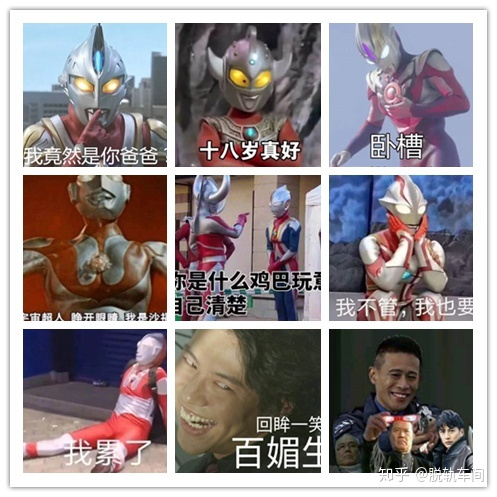 我竟然是你爸爸?
十八岁真好
卧槽
宇宙超人 睁开眼睛 我是沙福
你是什么鸡巴玩意
自己清楚
我不管，我也要
我累了
回眸一笑
百媚生
知乎 @脱轨车间